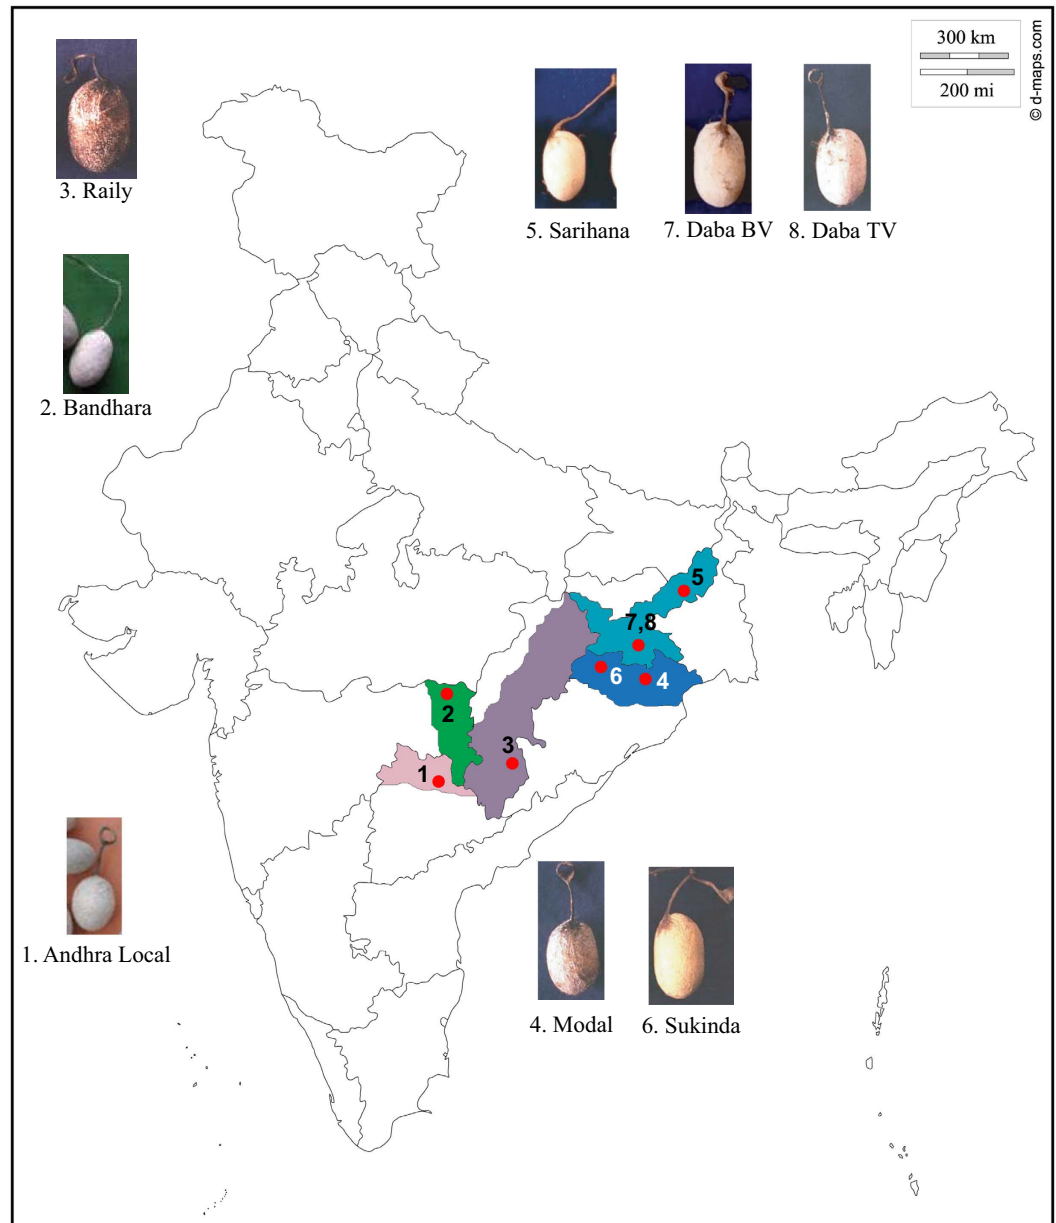 300 km
200 mi
© d-maps.com
3. Raily
5. Sarihana
7. Daba BV
8. Daba TV
2. Bandhara
5
7,8
6
4
2
3
1
1. Andhra Local
4. Modal
6. Sukinda